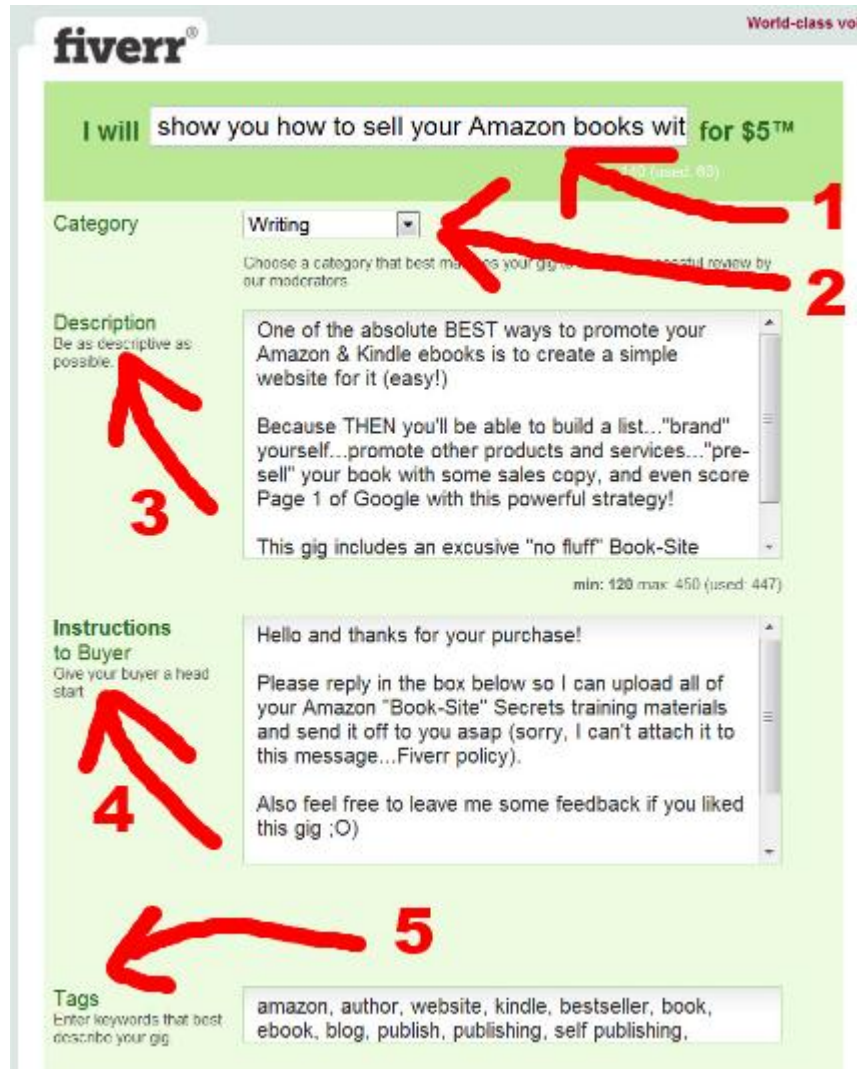 World-class voi
fiverr®
I will show you how to sell your Amazon books wit for $5™
(used: 
1
Category
Writing
2
Choose a category that best your gig to review by
our moderators
Description
Be as descriptive as
possible.
3
One of the absolute BEST ways to promote your
Amazon & Kindle ebooks is to create a simple
website for it (easy!)
Because THEN you'll be able to build a list..."brand"
yourself...promote other products and services..."pre-
sell" your book with some sales copy, and even score
Page 1 of Google with this powerful strategy!
This gig includes an excusive "no fluff" Book-Site
min: 120 max: 450 (used: 447)
Instructions
to Buyer
Give your buyer a head
start
4
Hello and thanks for your purchase!
Please reply in the box below so I can upload all of
your Amazon "Book-Site" Secrets training materials
and send it off to you asap (sorry, I can't attach it to
this message...Fiverr policy).
Also feel free to leave me some feedback if you liked
this gig ;O)
5
Tags
Enter keywords that best
describe your gig
amazon, author, website, kindle, bestseller, book,
ebook, blog, publish, publishing, self publishing,